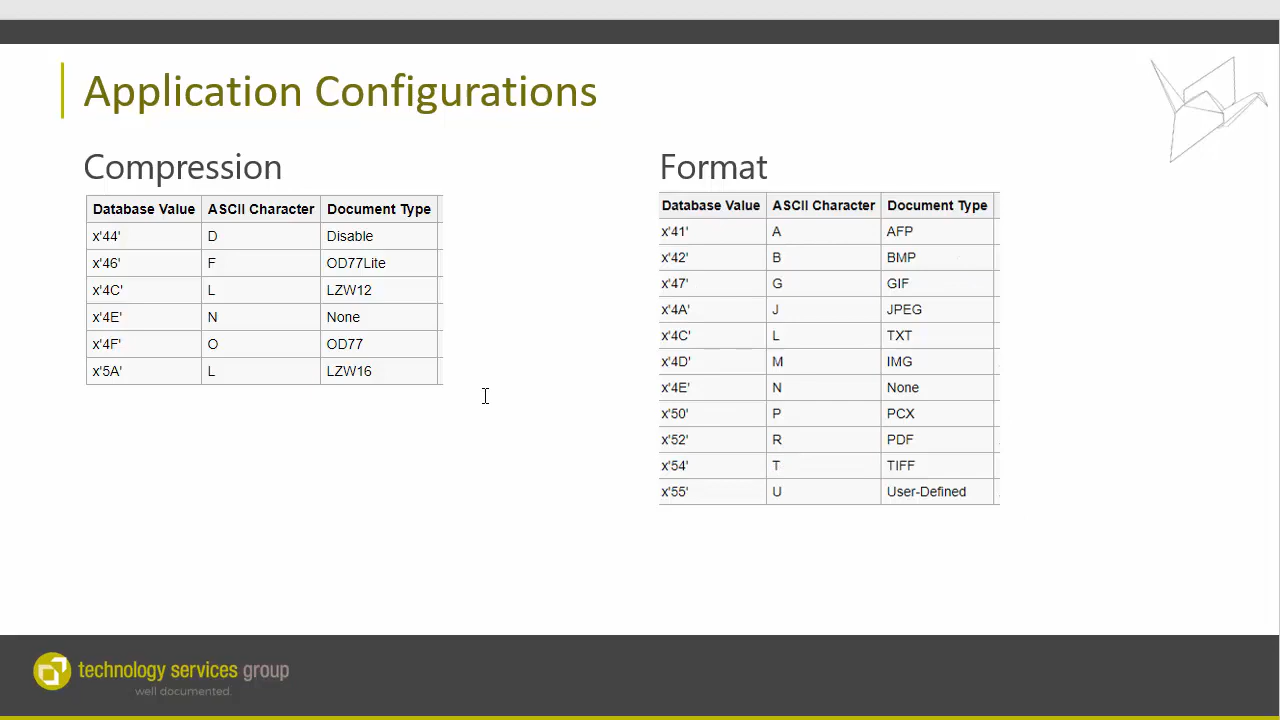 Application Configurations
Compression
Database Value ASCII Character Document Type
x'44' D Disable
x'46' F OD77Lite
x'4C' L LZW12
x'4E' N None
x'4F' O OD77
x'5A' L LZW16
Format
Database Value ASCII Character Document Type
x'41' A AFP
x'42' B BMP
x'47' G GIF
x'4A' J JPEG
x'4C' L TXT
x'4D' M IMG
x'4E' N None
x'50' P PCX
x'52' R PDF
x'54' T TIFF
x'55' U User-Defined
technology services group
well documented.